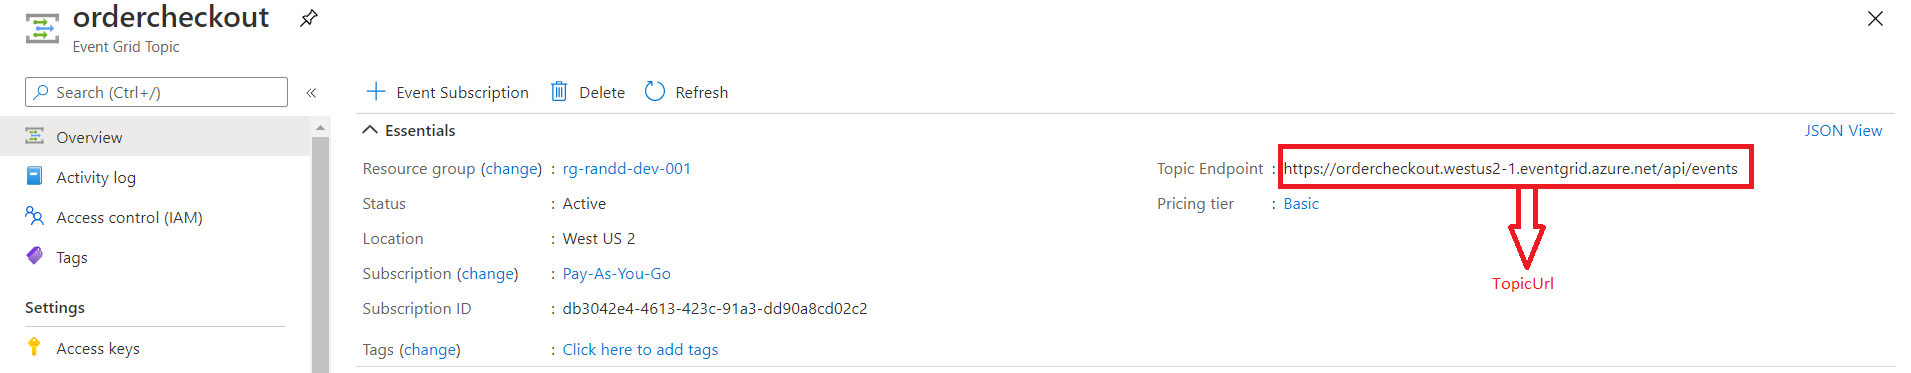 ordercheckout
Event Grid Topic
Search (Ctrl+/)
«
Overview
Activity log
Access control (IAM)
Tags
Settings
Access keys
Event Subscription
Delete
Refresh
Essentials
JSON View
Resource group (change) : rg-randd-dev-001
Status : Active
Location : West US 2
Subscription (change) : Pay-As-You-Go
Subscription ID : db3042e4-4613-423c-91a3-dd90a8cd02c2
Tags (change) : Click here to add tags
Topic Endpoint : https://ordercheckout.westus2-1.eventgrid.azure.net/api/events
Pricing tier : Basic
TopicUrl